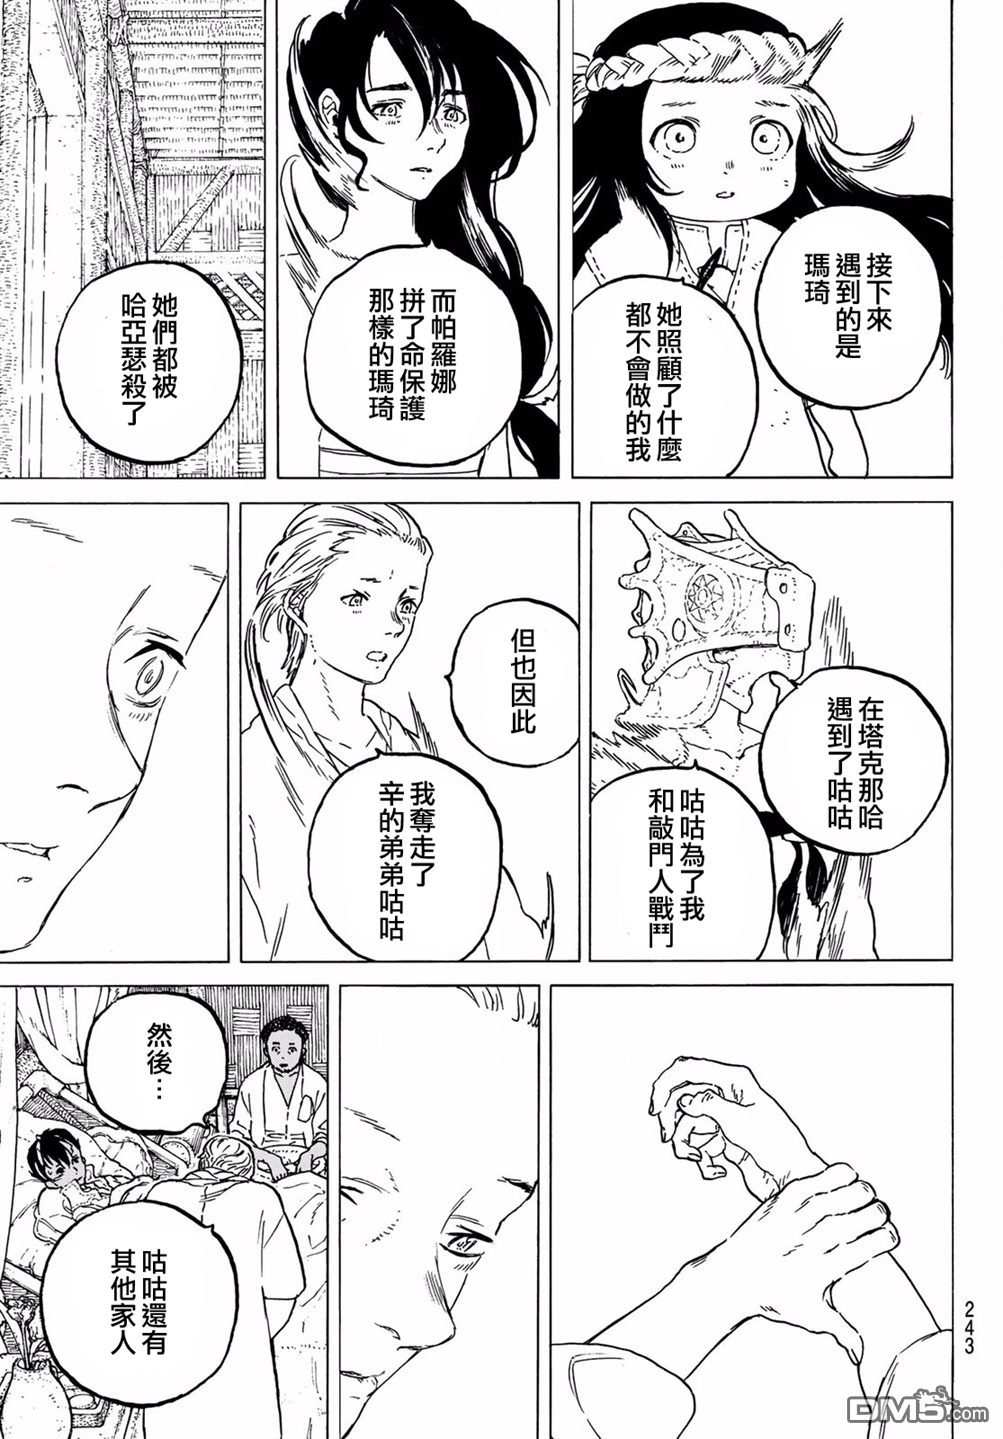 接下來
遇到的是
瑪琦
她照顧了什麼
都不會做的我
而帕羅娜
拼了命保護
那樣的瑪琦
她們都被
哈亞瑟殺了
在塔克那哈
遇到了咕咕
咕咕為了我
和敲門人戰鬥
但也因此
我奪走了
辛的弟弟咕咕
然後…
咕咕還有
其他家人
243
DM5.com